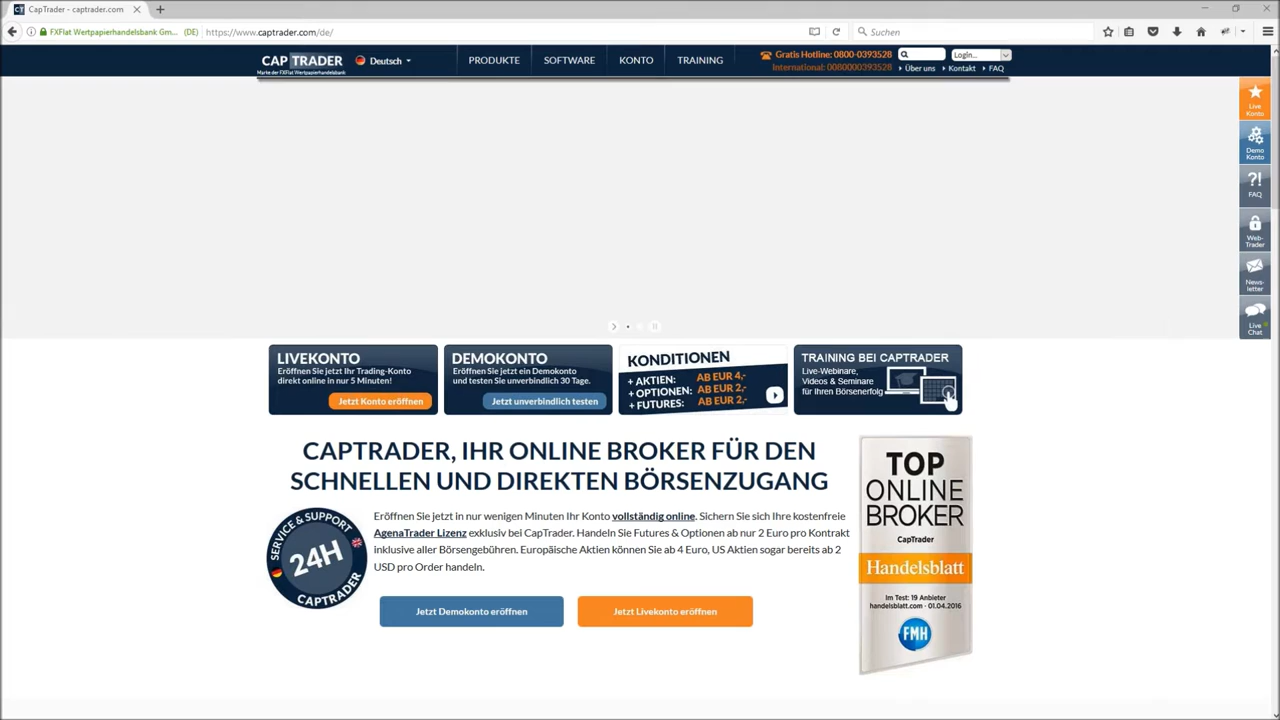 CapTrader - captrader.com
FXFlat Wertpapierhandelsbank Gm... (DE)
https://www.captrader.com/de/
Suchen
CAP TRADER
Marke der FXFlat Wertpapierhandelsbank
Deutsch
PRODUKTE
SOFTWARE
KONTO
TRAINING
Gratis Hotline: 0800-0393528
International: 0080000393528
Login...
Über uns
Kontakt
FAQ
Live
Konto
Demo
Konto
?!
FAQ
Web-
Trader
News-
letter
Live
Chat
LIVEKONTO
Eröffnen Sie jetzt Ihr Trading-Konto
direkt online in nur 5 Minuten!
Jetzt Konto eröffnen
DEMOKONTO
Eröffnen Sie jetzt ein Demokonto
und testen Sie unverbindlich 30 Tage.
Jetzt unverbindlich testen
KONDITIONEN
+ AKTIEN: AB EUR 4,-
+ OPTIONEN: AB EUR 2,-
+ FUTURES: AB EUR 2,-
TRAINING BEI CAPTRADER
Live-Webinare,
Videos & Seminare
für Ihren Börsenerfolg
CAPTRADER, IHR ONLINE BROKER FÜR DEN
SCHNELLEN UND DIREKTEN BÖRSENZUGANG
SERVICE & SUPPORT
24H
CAPTRADER
Eröffnen Sie jetzt in nur wenigen Minuten Ihr Konto vollständig online. Sichern Sie sich Ihre kostenfreie
AgenaTrader Lizenz exklusiv bei CapTrader. Handeln Sie Futures & Optionen ab nur 2 Euro pro Kontrakt
inklusive aller Börsengebühren. Europäische Aktien können Sie ab 4 Euro, US Aktien sogar bereits ab 2
USD pro Order handeln.
Jetzt Demokonto eröffnen
Jetzt Livekonto eröffnen
TOP
ONLINE
BROKER
CapTrader
Handelsblatt
Im Test: 19 Anbieter
handelsblatt.com · 01.04.2016
FMH